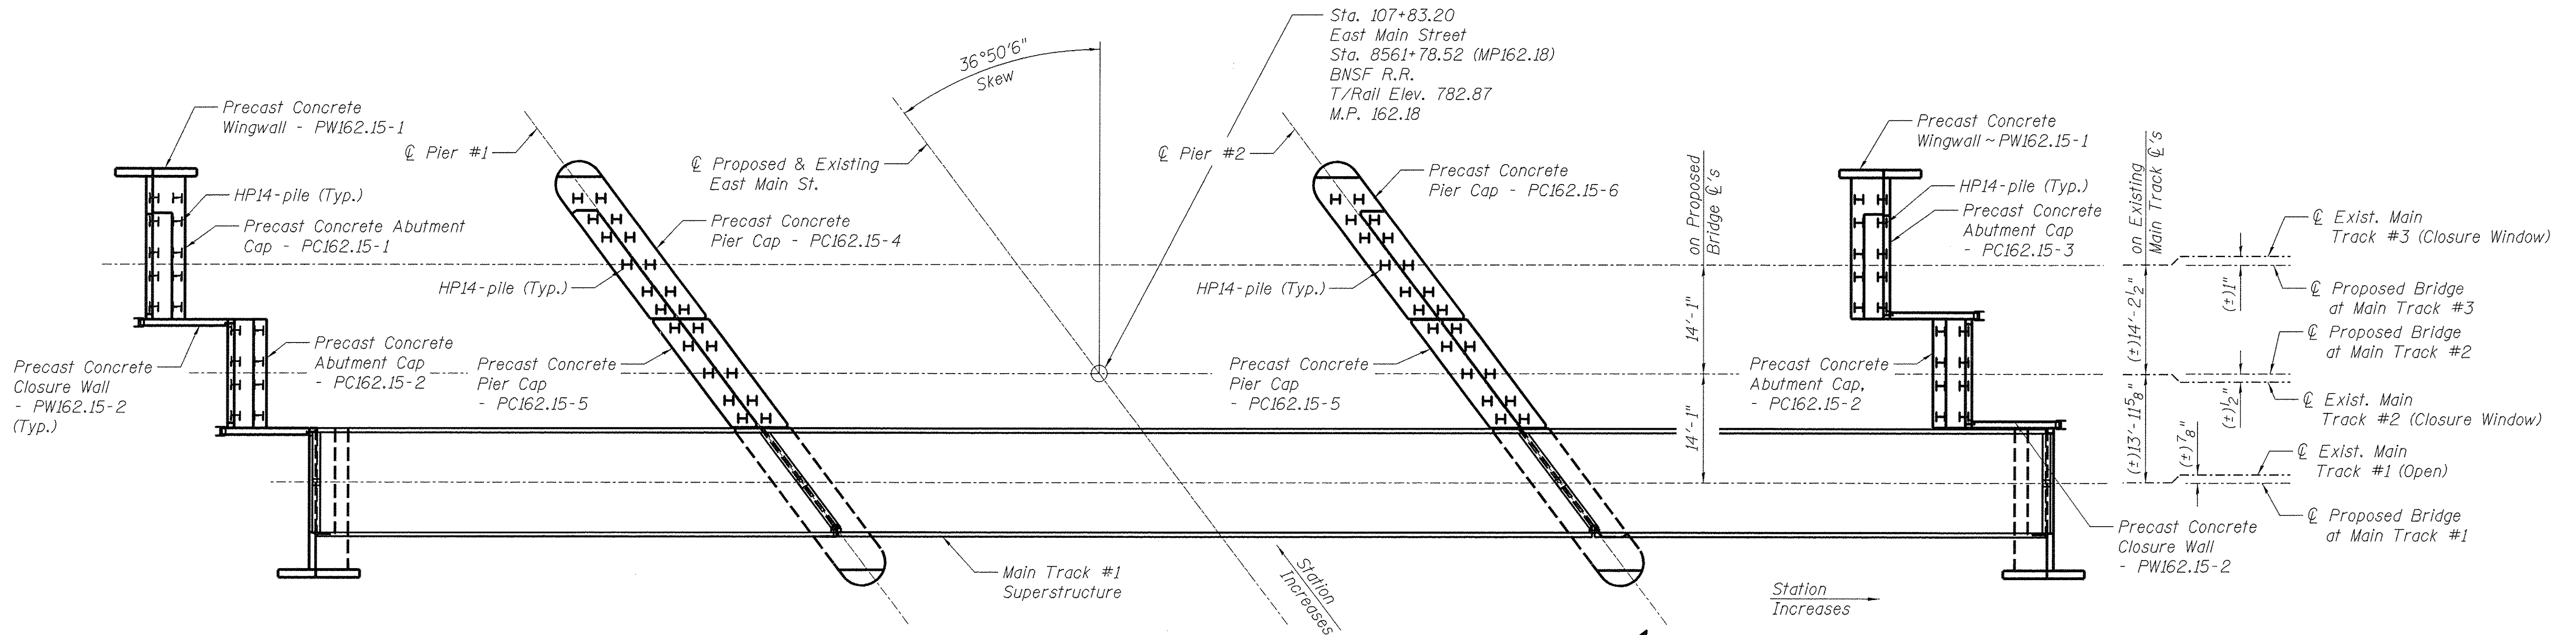 Sta. 107+83.20
East Main Street
Sta. 8561+78.52 (MP162.18)
BNSF R.R.
T/Rail Elev. 782.87
M.P. 162.18
36°50'6"
Skew
Precast Concrete
Wingwall - PW162.15-1
℄ Pier #1
℄ Proposed & Existing
East Main St.
℄ Pier #2
Precast Concrete
Pier Cap - PC162.15-6
on Proposed
Bridge ℄'s
Precast Concrete
Wingwall ~ PW162.15-1
on Existing
Main Track ℄'s
HP14-pile (Typ.)
Precast Concrete Abutment
Cap - PC162.15-1
Precast Concrete
Pier Cap - PC162.15-4
HP14-pile (Typ.)
Precast Concrete
Abutment Cap
- PC162.15-3
℄ Exist. Main
Track #3 (Closure Window)
HP14-pile (Typ.)
HP14-pile (Typ.)
14'-1"
(±)14'-2½"
(±)1"
℄ Proposed Bridge
at Main Track #3
℄ Proposed Bridge
at Main Track #2
Precast Concrete
Closure Wall
- PW162.15-2
(Typ.)
Precast Concrete
Abutment Cap
- PC162.15-2
Precast Concrete
Pier Cap
- PC162.15-5
Precast Concrete
Pier Cap
- PC162.15-5
Precast Concrete
Abutment Cap,
- PC162.15-2
14'-1"
(±)13'-11⅝"
(±)½"
℄ Exist. Main
Track #2 (Closure Window)
(±)⅞"
℄ Exist. Main
Track #1 (Open)
℄ Proposed Bridge
at Main Track #1
Precast Concrete
Closure Wall
- PW162.15-2
Main Track #1
Superstructure
Station
Increases
Station
Increases